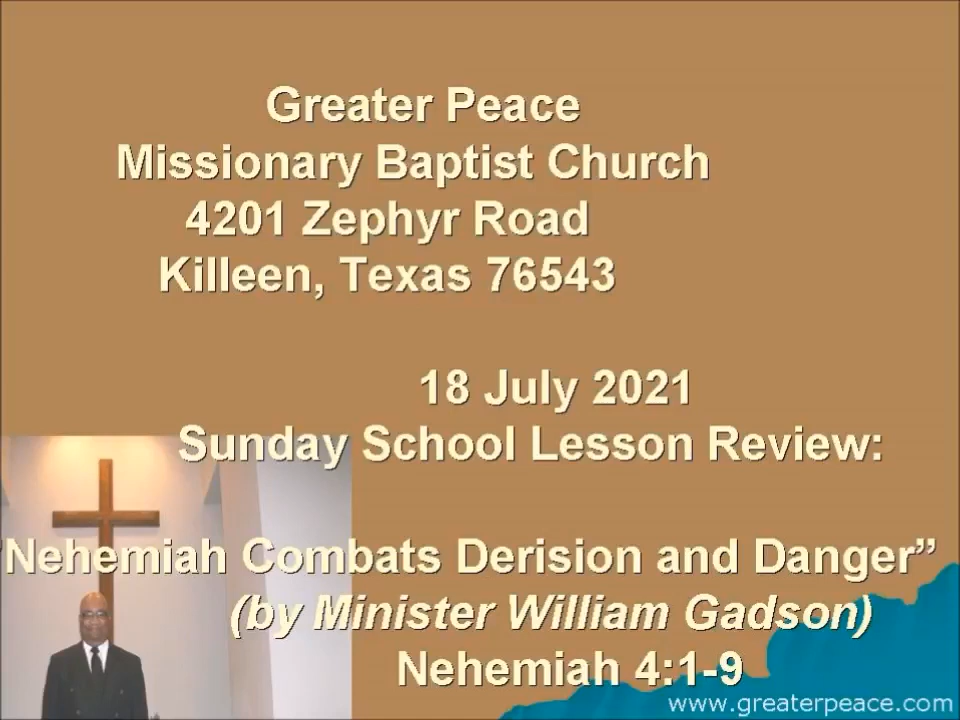 Greater Peace
Missionary Baptist Church
4201 Zephyr Road
Killeen, Texas 76543
18 July 2021
Sunday School Lesson Review:
“Nehemiah Combats Derision and Danger”
(by Minister William Gadson)
Nehemiah 4:1-9
www.greaterpeace.com